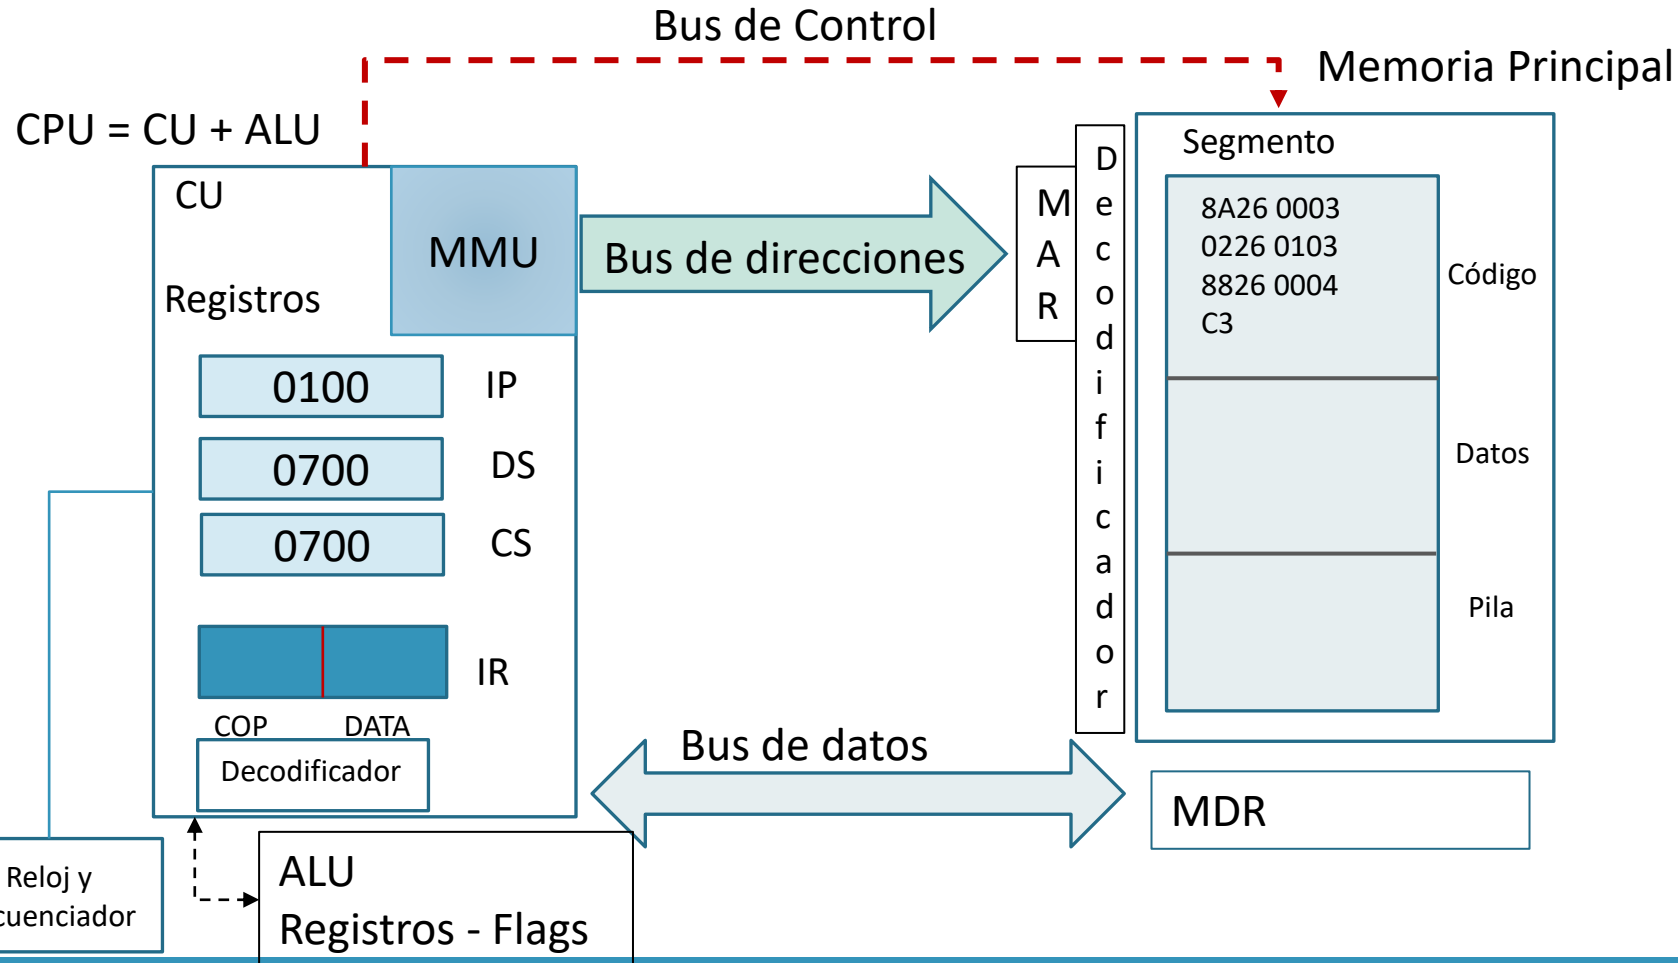 Bus de Control
Memoria Principal
CPU = CU + ALU
CU
MMU
Registros
0100 IP
0700 DS
0700 CS
IR
COP DATA
Decodificador
Reloj y
cuenciador
ALU
Registros - Flags
Bus de direcciones
MAR
Decodificador
Bus de datos
Segmento
8A26 0003
0226 0103
8826 0004
C3
Código
Datos
Pila
MDR